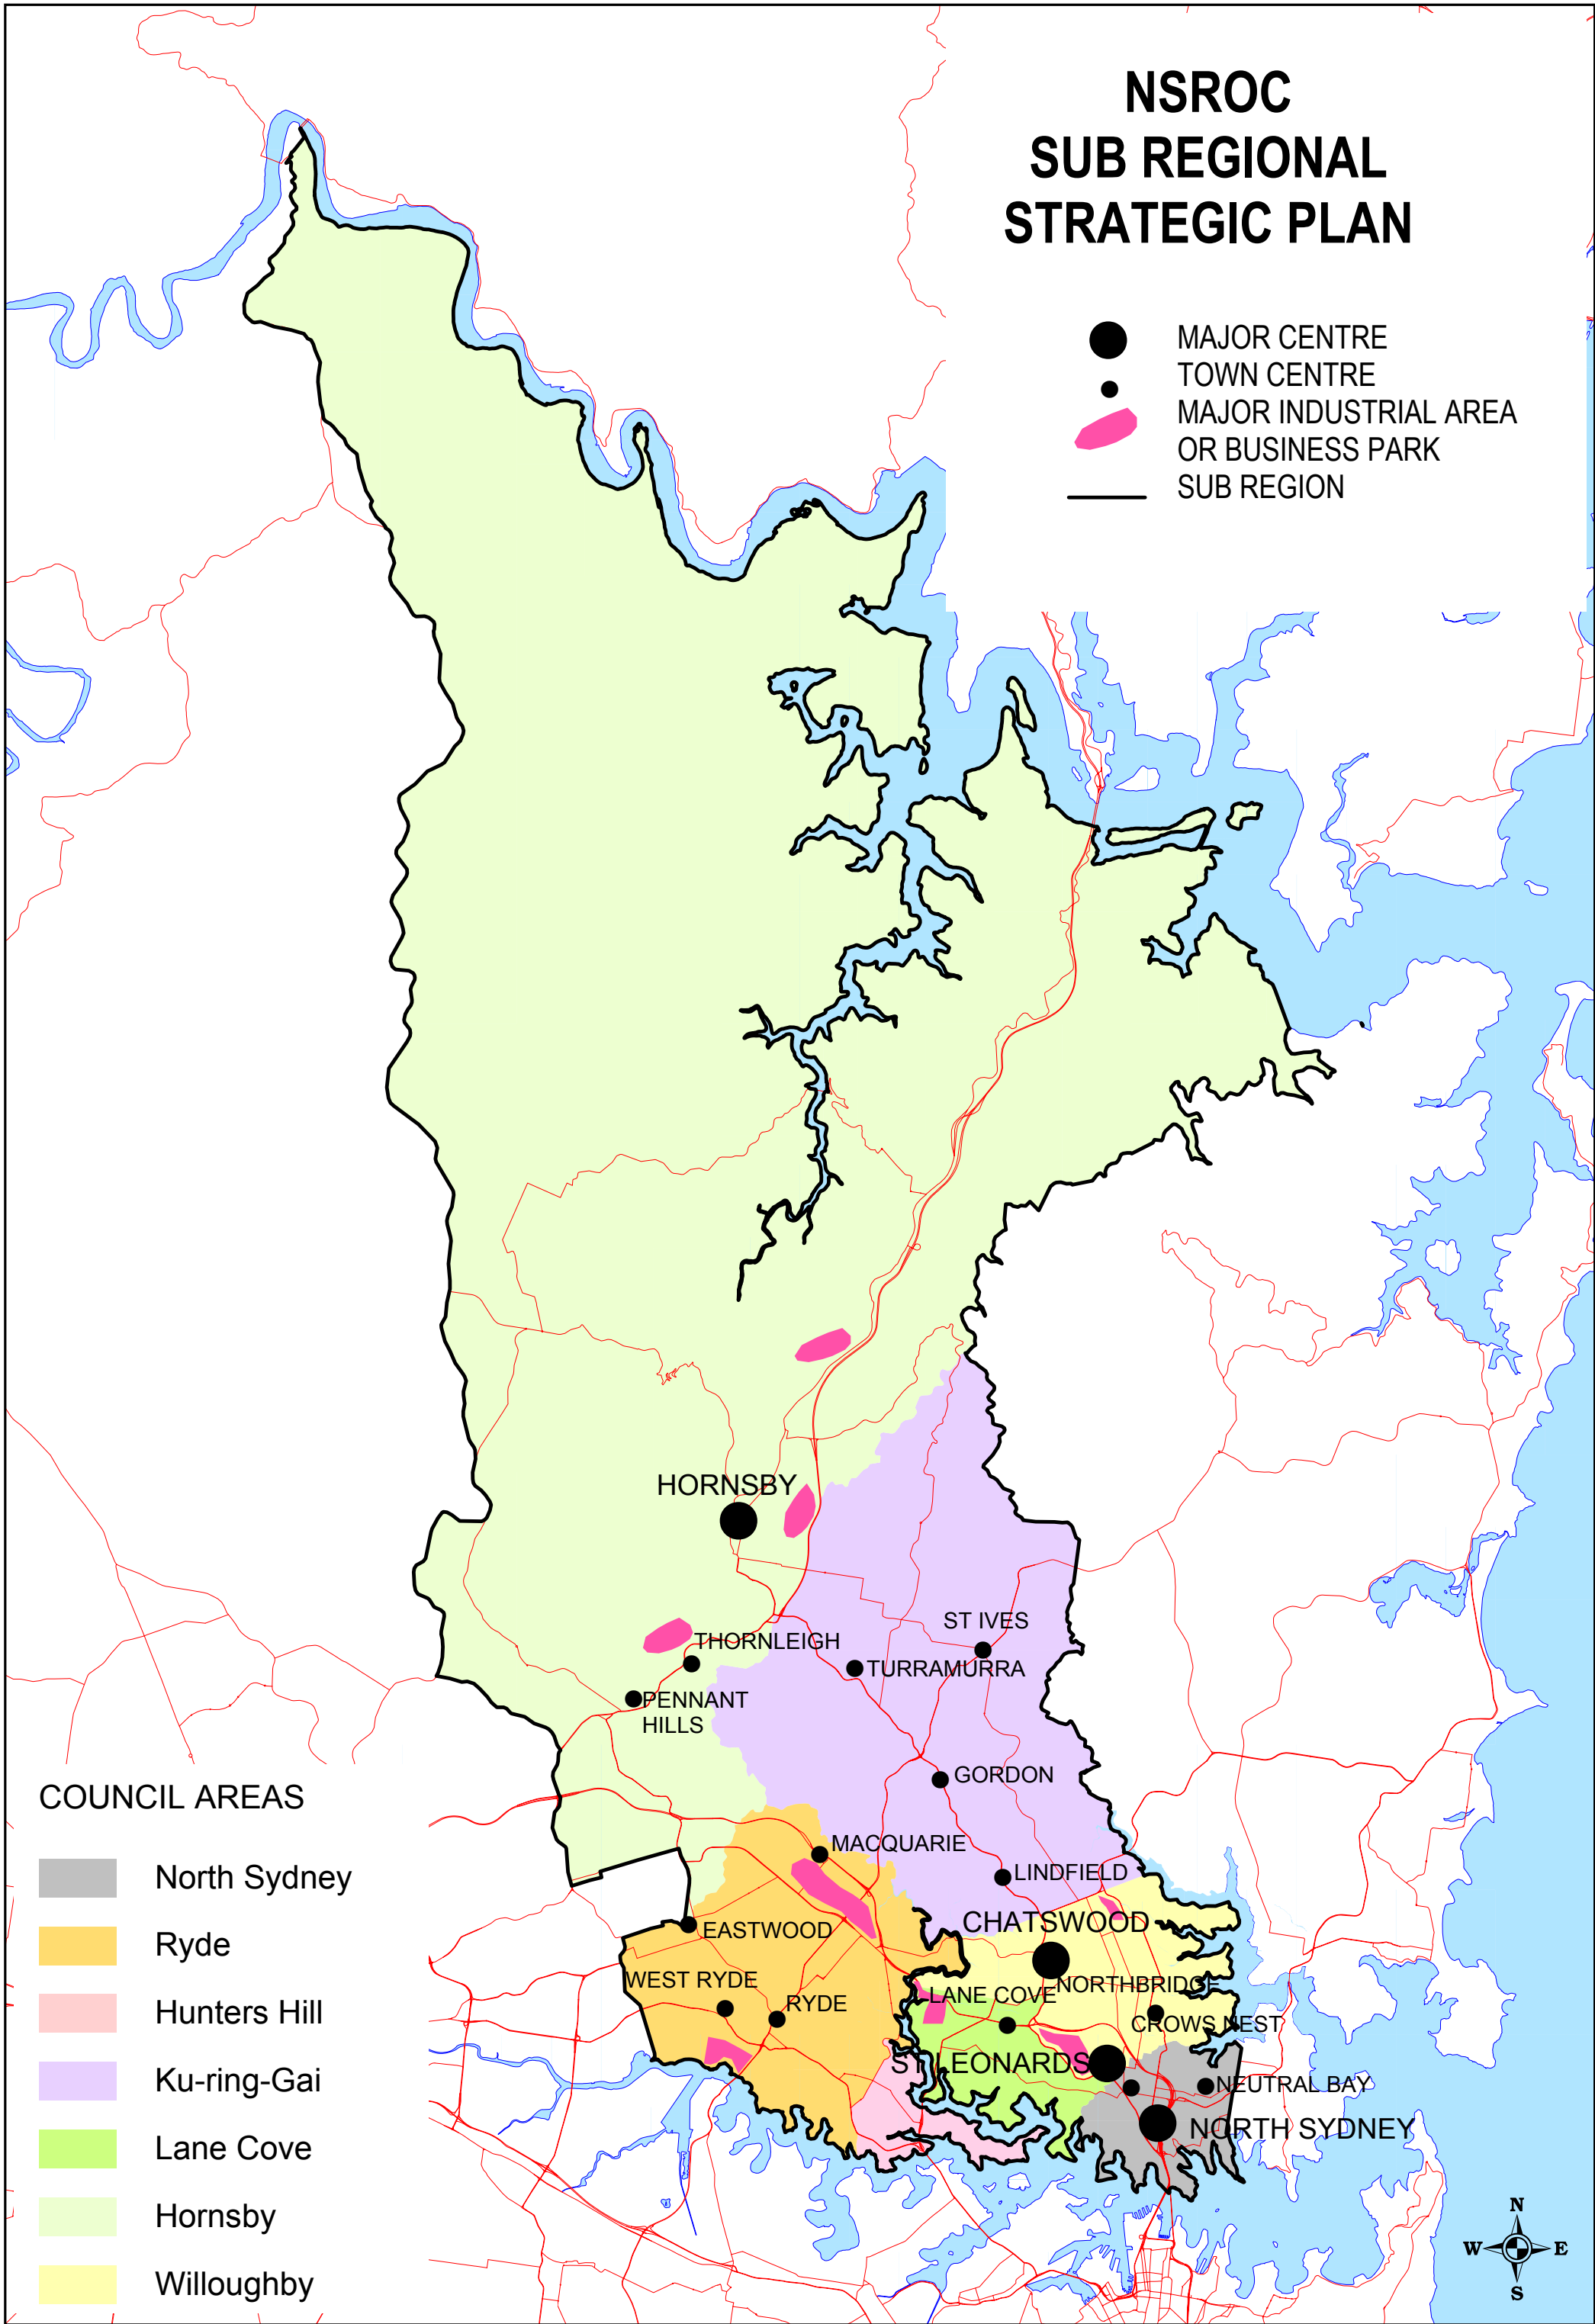 NSROC
SUB REGIONAL
STRATEGIC PLAN
MAJOR CENTRE
TOWN CENTRE
MAJOR INDUSTRIAL AREA
OR BUSINESS PARK
SUB REGION
HORNSBY
ST IVES
THORNLEIGH
TURRAMURRA
PENNANT
HILLS
GORDON
MACQUARIE
LINDFIELD
CHATSWOOD
EASTWOOD
WEST RYDE
NORTHBRIDGE
LANE COVE
RYDE
CROWS NEST
ST LEONARDS
NEUTRAL BAY
NORTH SYDNEY
COUNCIL AREAS
North Sydney
Ryde
Hunters Hill
Ku-ring-Gai
Lane Cove
Hornsby
Willoughby
N
W E
S